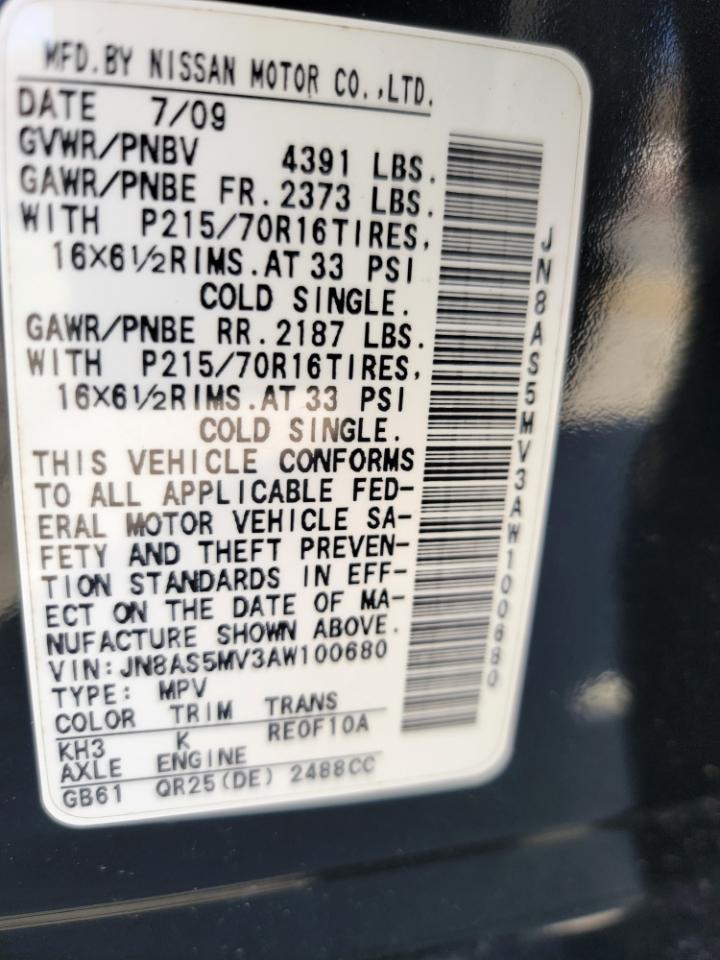 MFD.BY NISSAN MOTOR CO.,LTD.
DATE 7/09
GVWR/PNBV 4391 LBS.
GAWR/PNBE FR.2373 LBS.
WITH P215/70R16TIRES,
16X6½RIMS.AT 33 PSI
COLD SINGLE.
GAWR/PNBE RR.2187 LBS.
WITH P215/70R16TIRES,
16X6½RIMS.AT 33 PSI
COLD SINGLE.
THIS VEHICLE CONFORMS
TO ALL APPLICABLE FED-
ERAL MOTOR VEHICLE SA-
FETY AND THEFT PREVEN-
TION STANDARDS IN EFF-
ECT ON THE DATE OF MA-
NUFACTURE SHOWN ABOVE.
VIN:JN8AS5MV3AW100680
TYPE: MPV
COLOR TRIM TRANS
KH3 K RE0F10A
AXLE ENGINE
GB61 QR25(DE) 2488CC
JN8AS5MV3AW100680